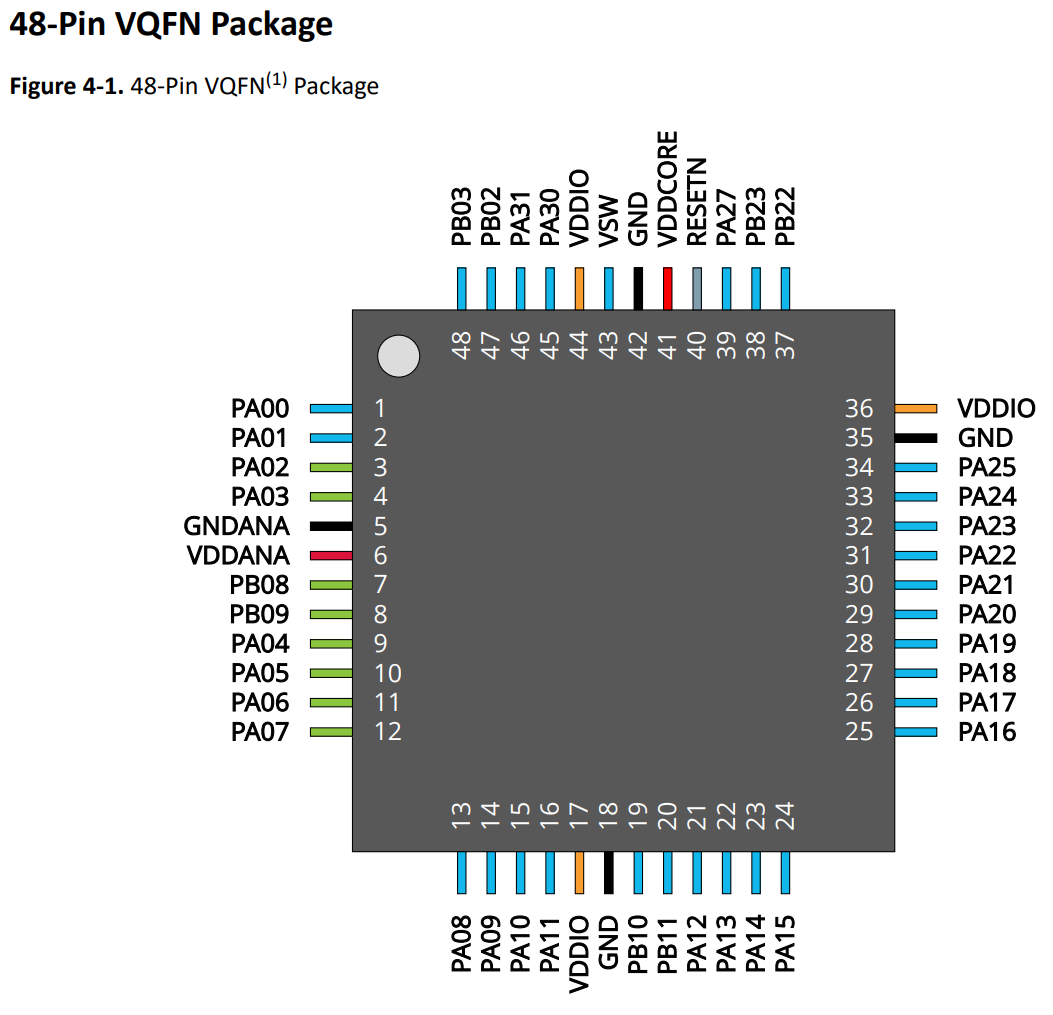 48-Pin VQFN Package
Figure 4-1. 48-Pin VQFN(1) Package
PB03 PB02 PA31 PA30 VDDIO VSW GND VDDCORE RESETN PA27 PB23 PB22
48 47 46 45 44 43 42 41 40 39 38 37
PA00 1 36 VDDIO
PA01 2 35 GND
PA02 3 34 PA25
PA03 4 33 PA24
GNDANA 5 32 PA23
VDDANA 6 31 PA22
PB08 7 30 PA21
PB09 8 29 PA20
PA04 9 28 PA19
PA05 10 27 PA18
PA06 11 26 PA17
PA07 12 25 PA16
13 14 15 16 17 18 19 20 21 22 23 24
PA08 PA09 PA10 PA11 VDDIO GND PB10 PB11 PA12 PA13 PA14 PA15